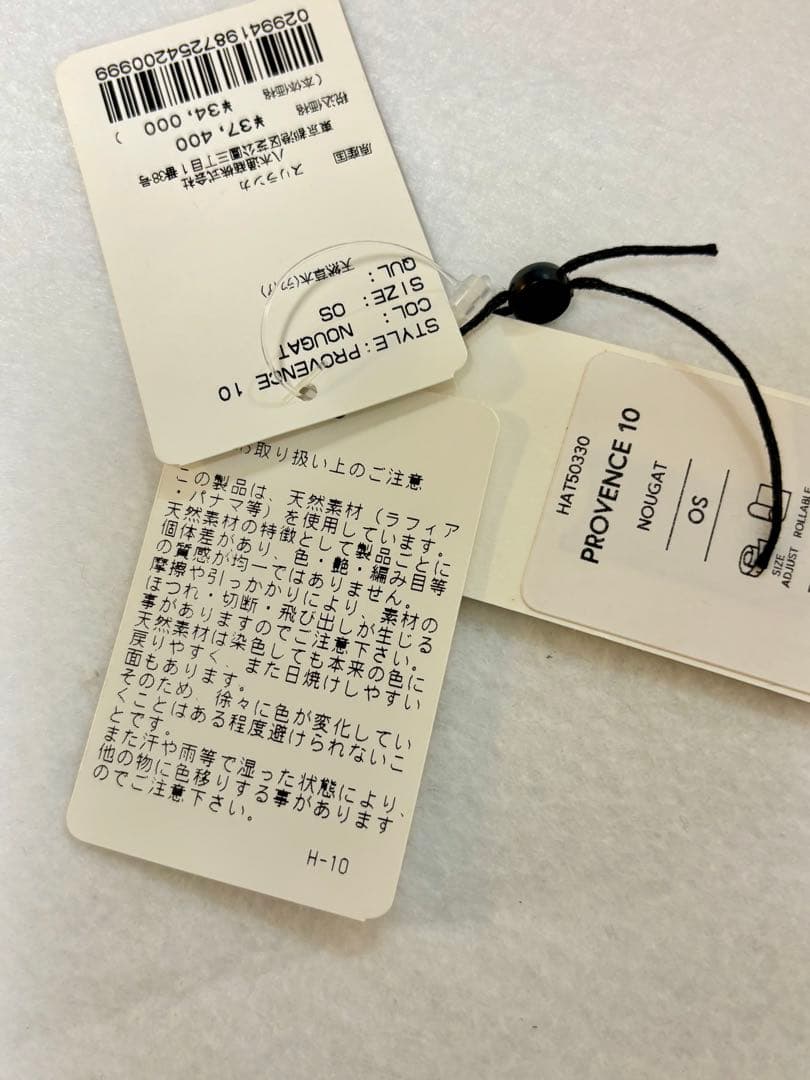 STYLE: PROVENCE 10
COL: NOUGAT
SIZE: OS
QUL:
天然草木(ラフィア)
原産国 スリランカ
八木通商株式会社
東京都港区芝公園三丁目1番38号
税込価格 ¥37,400
(本体価格 ¥34,000 )
0299419872544200999
取り扱い上のご注意
この製品は、天然素材(ラフィア
・パナマ等)を使用しています。
天然素材の特徴として製品ごとに
個体差があり、色・艶・編み目等
の質感が均一ではありません。
摩擦や引っかかりにより、素材の
ほつれ・切断・飛び出しが生じる
事がありますのでご注意下さい。
天然素材は染色しても本来の色に
戻りやすく、また日焼けしやすい
面もあります。
そのため、徐々に色が変化してい
くことはある程度避けられないこ
とです。
また汗や雨等で湿った状態により、
他の物に色移りする事があります
のでご注意下さい。
H-10
HAT50330
PROVENCE 10
NOUGAT
OS
SIZE
ADJUST
ROLLABLE